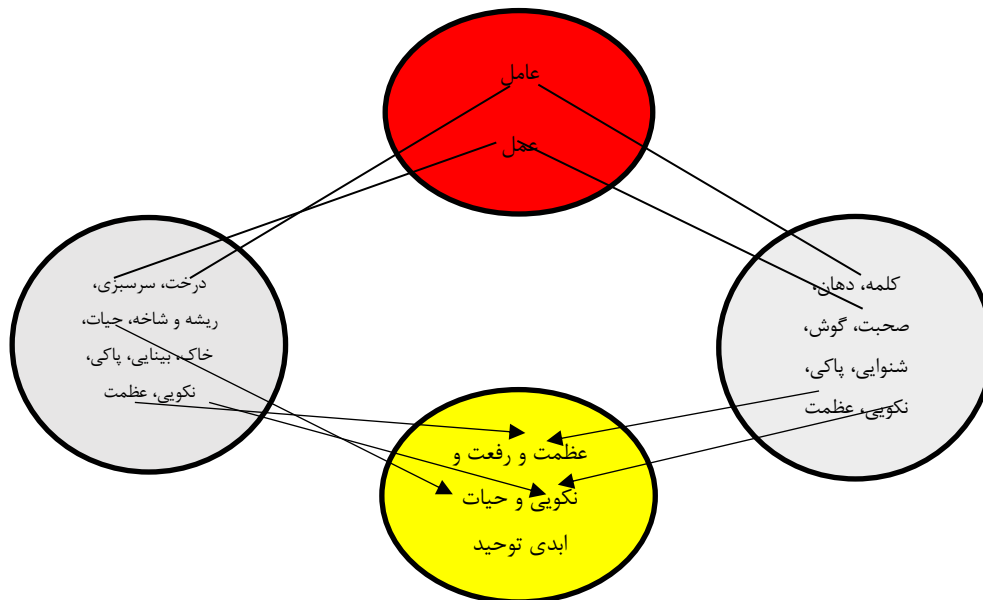 عامل
عمل
کلمه، دهان،
صحبت، گوش،
شنوایی، پاکی،
نکویی، عظمت
درخت، سرسبزی،
ریشه و شاخه، حیات،
خاک، بینایی، پاکی،
نکویی، عظمت
عظمت و رفعت و
نکویی و حیات
ابدی توحید